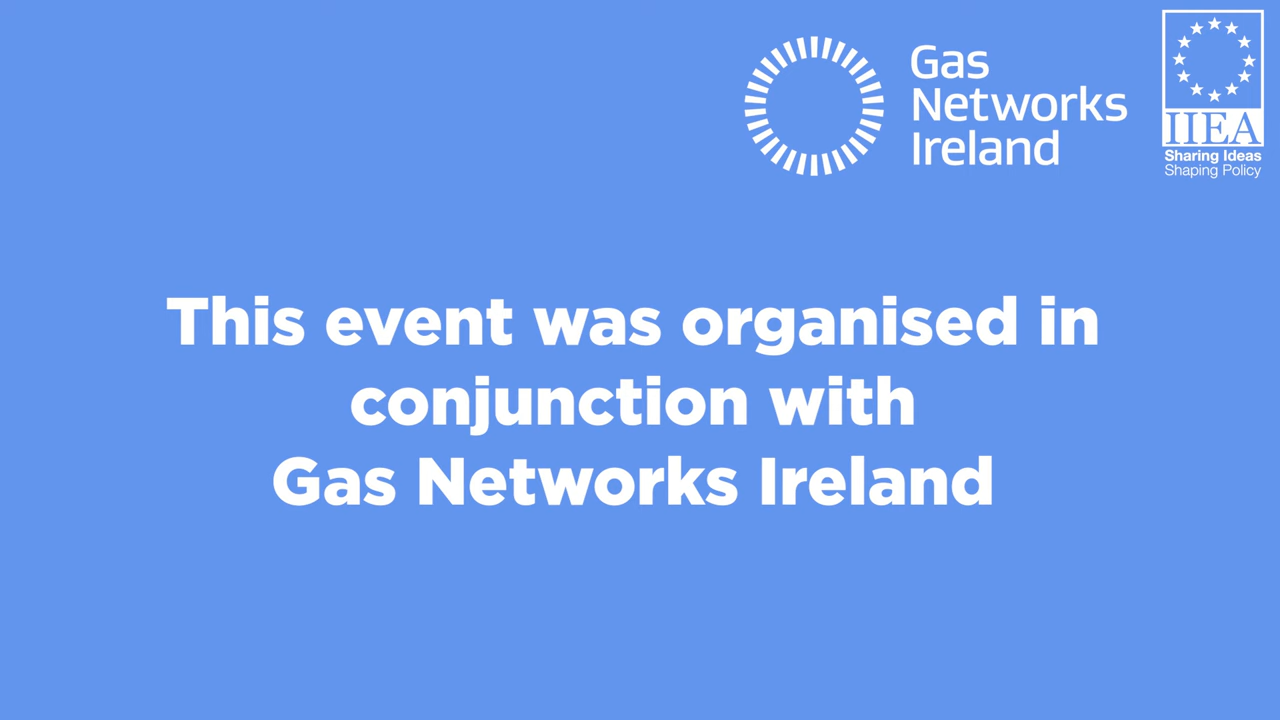 Gas
Networks
Ireland
IIEA
Sharing Ideas
Shaping Policy
This event was organised in
conjunction with
Gas Networks Ireland